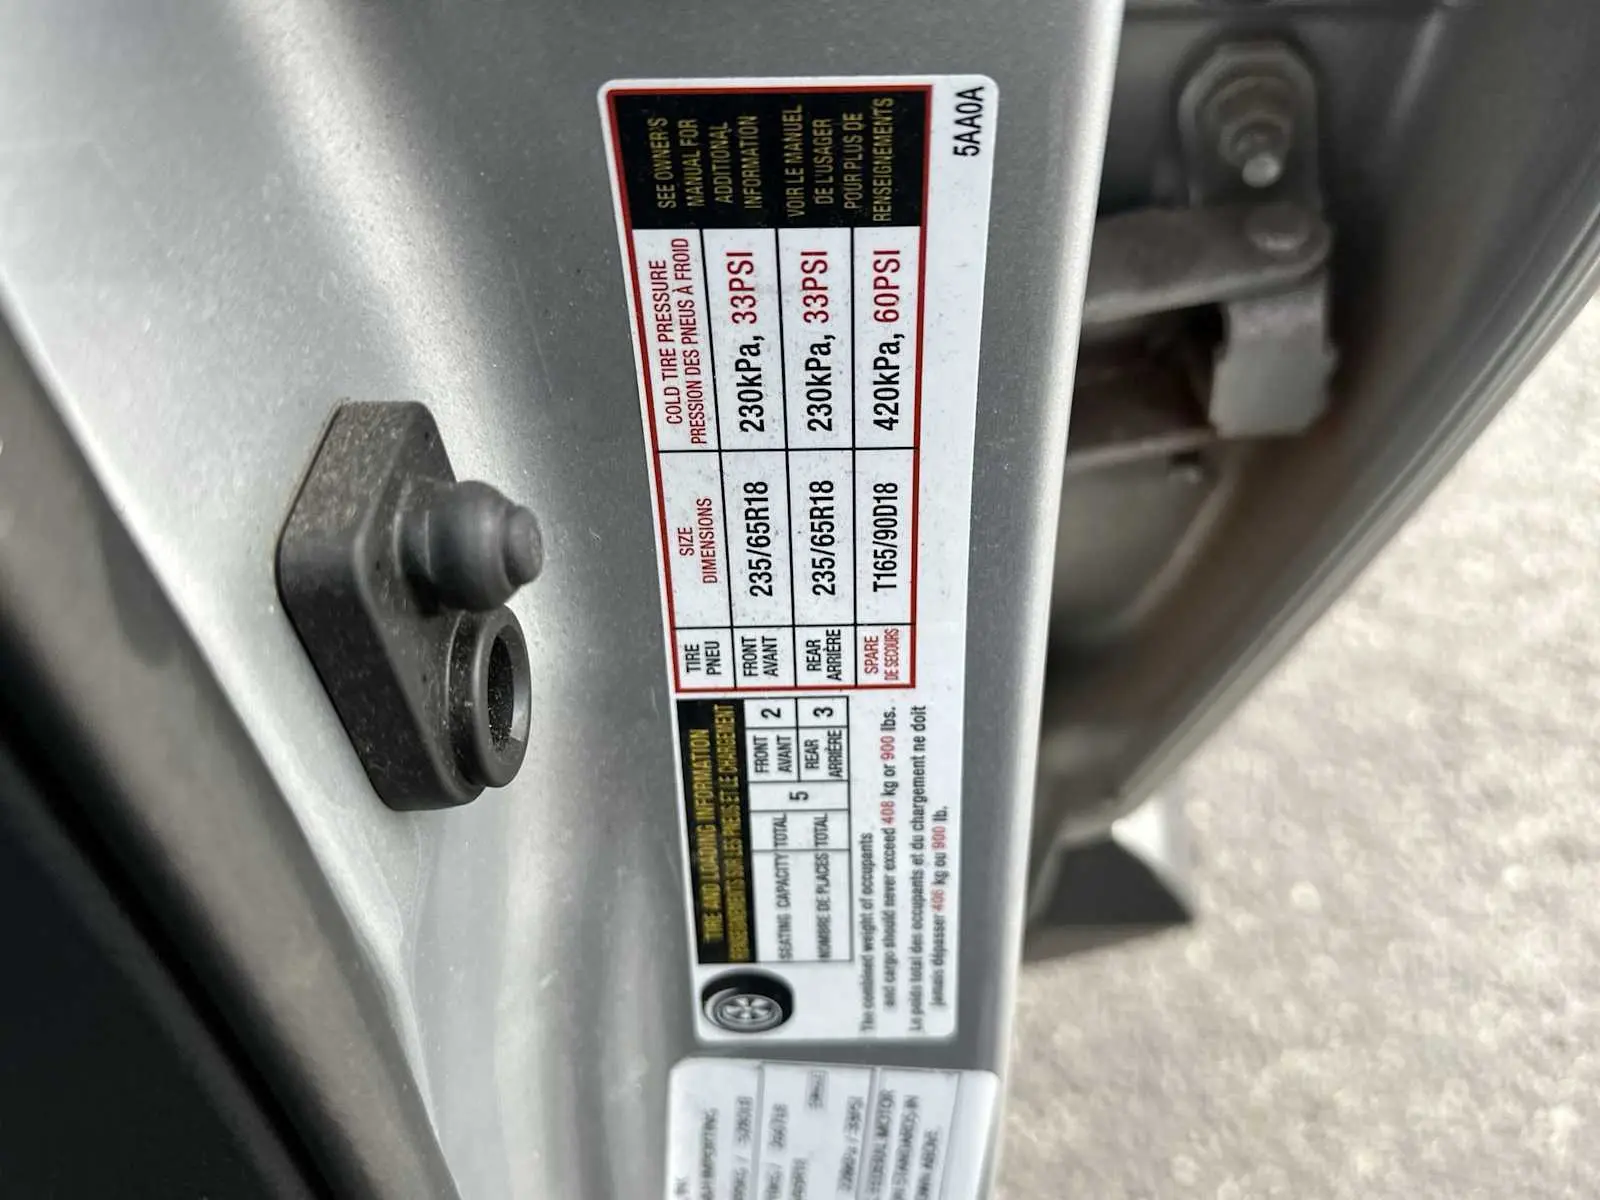 TIRE AND LOADING INFORMATION
RENSEIGNEMENTS SUR LES PNEUS ET LE CHARGEMENT
SEATING CAPACITY TOTAL 5 FRONT 2
AVANT
NOMBRE DE PLACES TOTAL REAR 3
ARRIÈRE
The combined weight of occupants
and cargo should never exceed 408 kg or 900 lbs.
Le poids total des occupants et du chargement ne doit
jamais dépasser 408 kg ou 900 lb.
TIRE SIZE COLD TIRE PRESSURE
PNEU DIMENSIONS PRESSION DES PNEUS À FROID
FRONT 235/65R18 230kPa, 33PSI
AVANT
REAR 235/65R18 230kPa, 33PSI
ARRIÈRE
SPARE T165/90D18 420kPa, 60PSI
DE SECOURS
SEE OWNER'S
MANUAL FOR
ADDITIONAL
INFORMATION
VOIR LE MANUEL
DE L'USAGER
POUR PLUS DE
RENSEIGNEMENTS
5AA0A
MOTOR
STANDARDS IN
ABOVE.